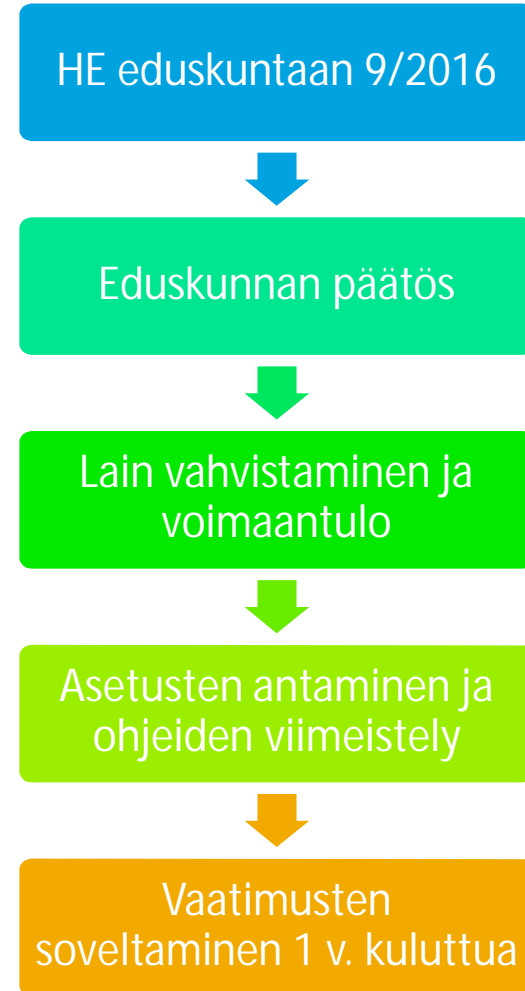 HE eduskuntaan 9/2016
Eduskunnan päätös
Lain vahvistaminen ja
voimaantulo
Asetusten antaminen ja
ohjeiden viimeistely
Vaatimusten
soveltaminen 1 v. kuluttua